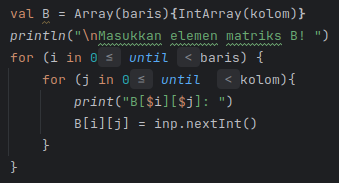 val B = Array(baris){IntArray(kolom)}
println("\nMasukkan elemen matriks B! ")
for (i in 0 ≤ until < baris) {
    for (j in 0 ≤ until < kolom){
        print("B[$i][$j]: ")
        B[i][j] = inp.nextInt()
    }
}